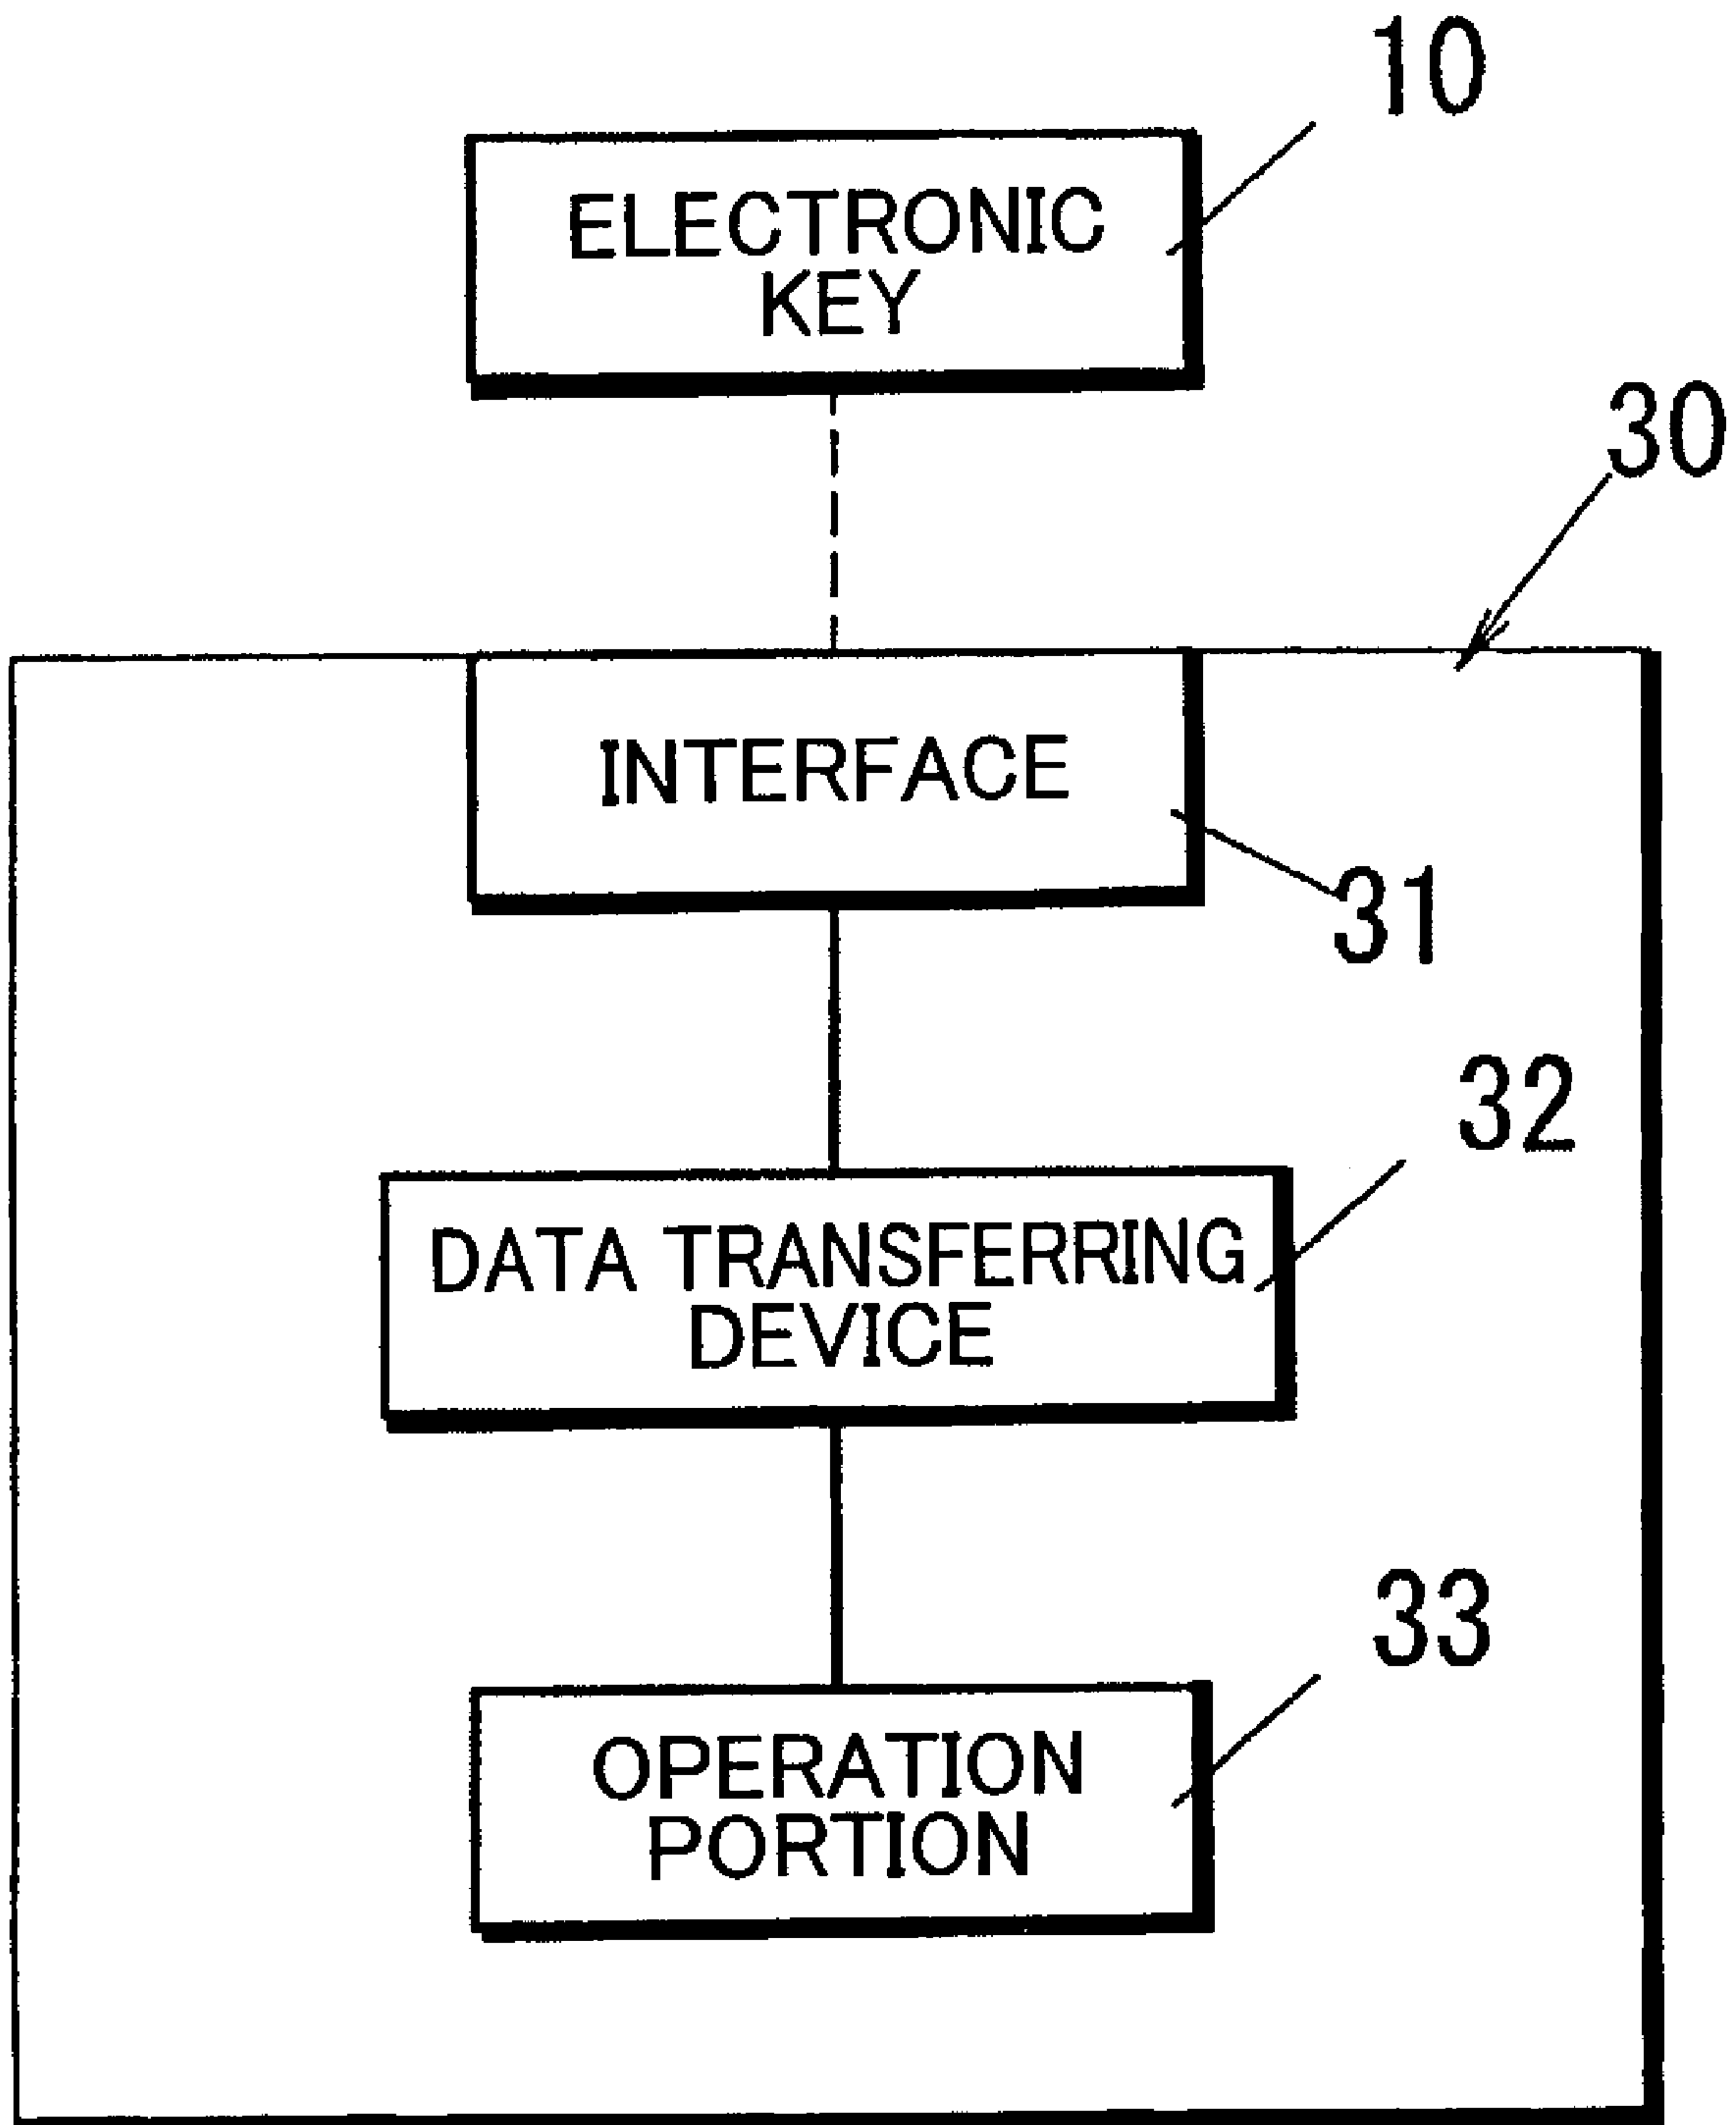 10
ELECTRONIC
KEY
30
INTERFACE
31
32
DATA TRANSFERRING
DEVICE
33
OPERATION
PORTION